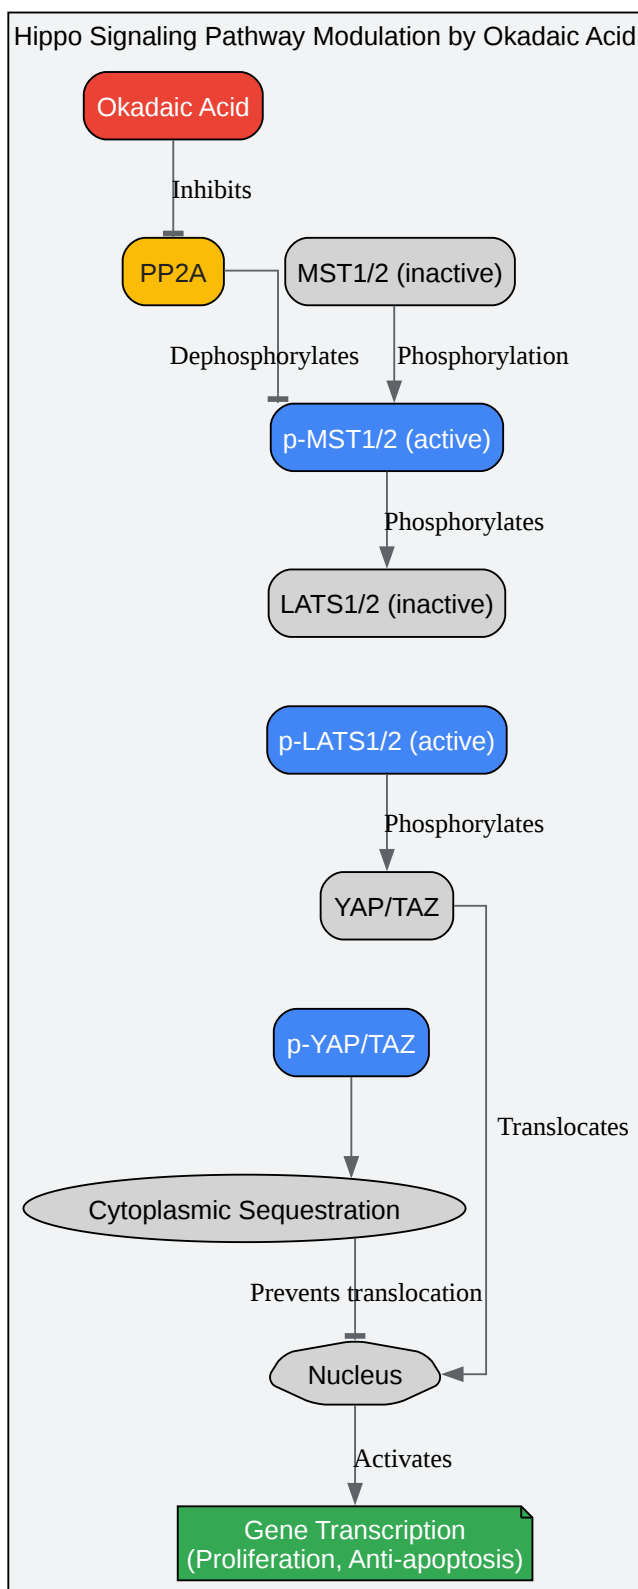 Hippo Signaling Pathway Modulation by Okadaic Acid
Okadaic Acid
Inhibits
PP2A
MST1/2 (inactive)
Dephosphorylates
Phosphorylation
p-MST1/2 (active)
Phosphorylates
LATS1/2 (inactive)
p-LATS1/2 (active)
Phosphorylates
YAP/TAZ
p-YAP/TAZ
Translocates
Cytoplasmic Sequestration
Prevents translocation
Nucleus
Activates
Gene Transcription
(Proliferation, Anti-apoptosis)